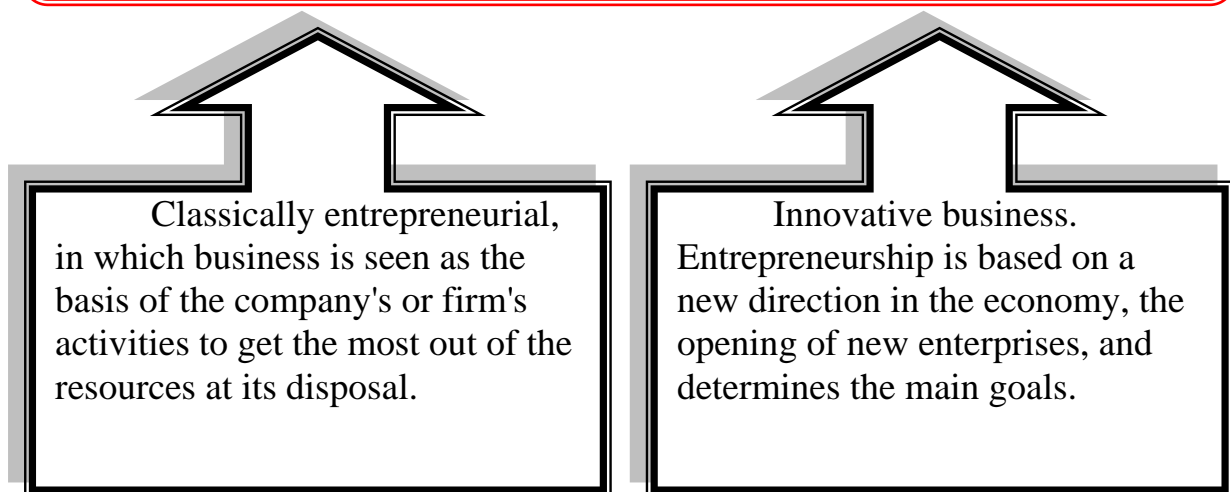 Classically entrepreneurial,
in which business is seen as the
basis of the company's or firm's
activities to get the most out of the
resources at its disposal.
Innovative business.
Entrepreneurship is based on a
new direction in the economy, the
opening of new enterprises, and
determines the main goals.